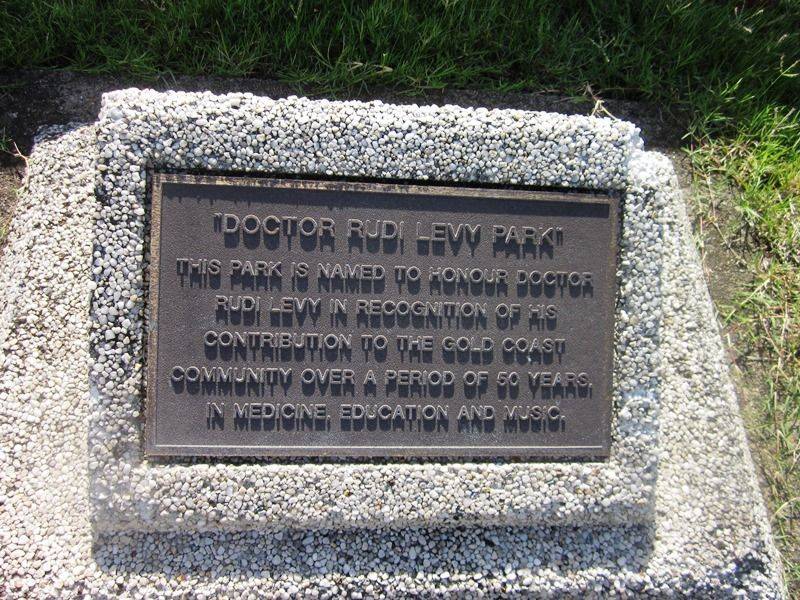 "DOCTOR RUDI LEVY PARK"
THIS PARK IS NAMED TO HONOUR DOCTOR
RUDI LEVY IN RECOGNITION OF HIS
CONTRIBUTION TO THE GOLD COAST
COMMUNITY OVER A PERIOD OF 50 YEARS,
IN MEDICINE, EDUCATION AND MUSIC.